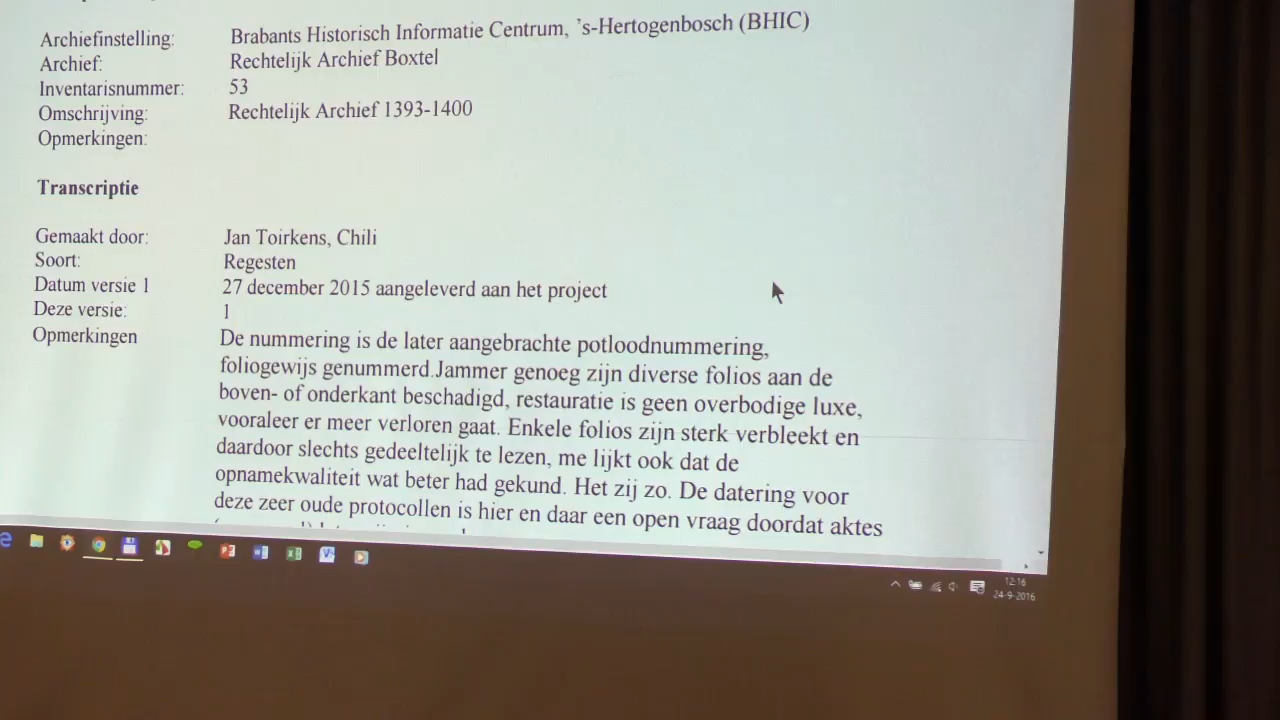 Archiefinstelling: Brabants Historisch Informatie Centrum, 's-Hertogenbosch (BHIC)
Archief: Rechtelijk Archief Boxtel
Inventarisnummer: 53
Omschrijving: Rechtelijk Archief 1393-1400
Opmerkingen:
Transcriptie
Gemaakt door: Jan Toirkens, Chili
Soort: Regesten
Datum versie 1 27 december 2015 aangeleverd aan het project
Deze versie: 1
Opmerkingen De nummering is de later aangebrachte potloodnummering,
foliogewijs genummerd.Jammer genoeg zijn diverse folios aan de
boven- of onderkant beschadigd, restauratie is geen overbodige luxe,
vooraleer er meer verloren gaat. Enkele folios zijn sterk verbleekt en
daardoor slechts gedeeltelijk te lezen, me lijkt ook dat de
opnamekwaliteit wat beter had gekund. Het zij zo. De datering voor
deze zeer oude protocollen is hier en daar een open vraag doordat aktes
12:16
24-9-2016